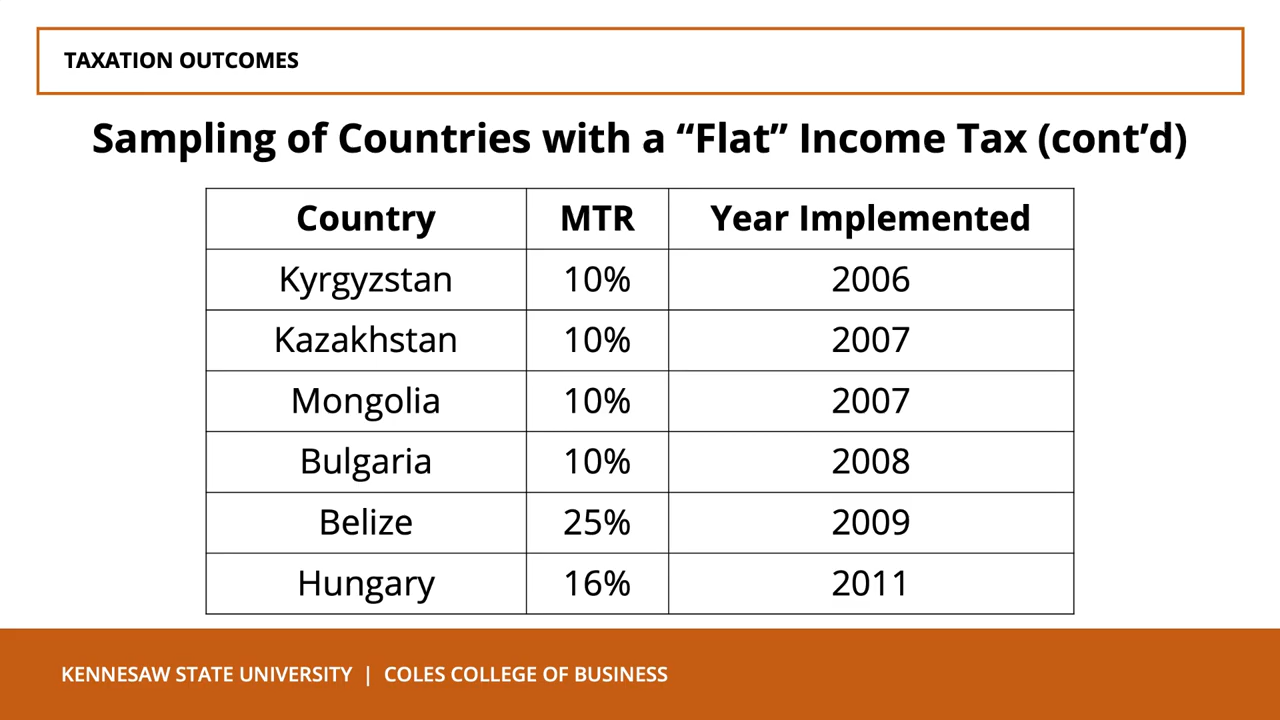 TAXATION OUTCOMES
Sampling of Countries with a “Flat” Income Tax (cont’d)
Country MTR Year Implemented
Kyrgyzstan 10% 2006
Kazakhstan 10% 2007
Mongolia 10% 2007
Bulgaria 10% 2008
Belize 25% 2009
Hungary 16% 2011
KENNESAW STATE UNIVERSITY | COLES COLLEGE OF BUSINESS